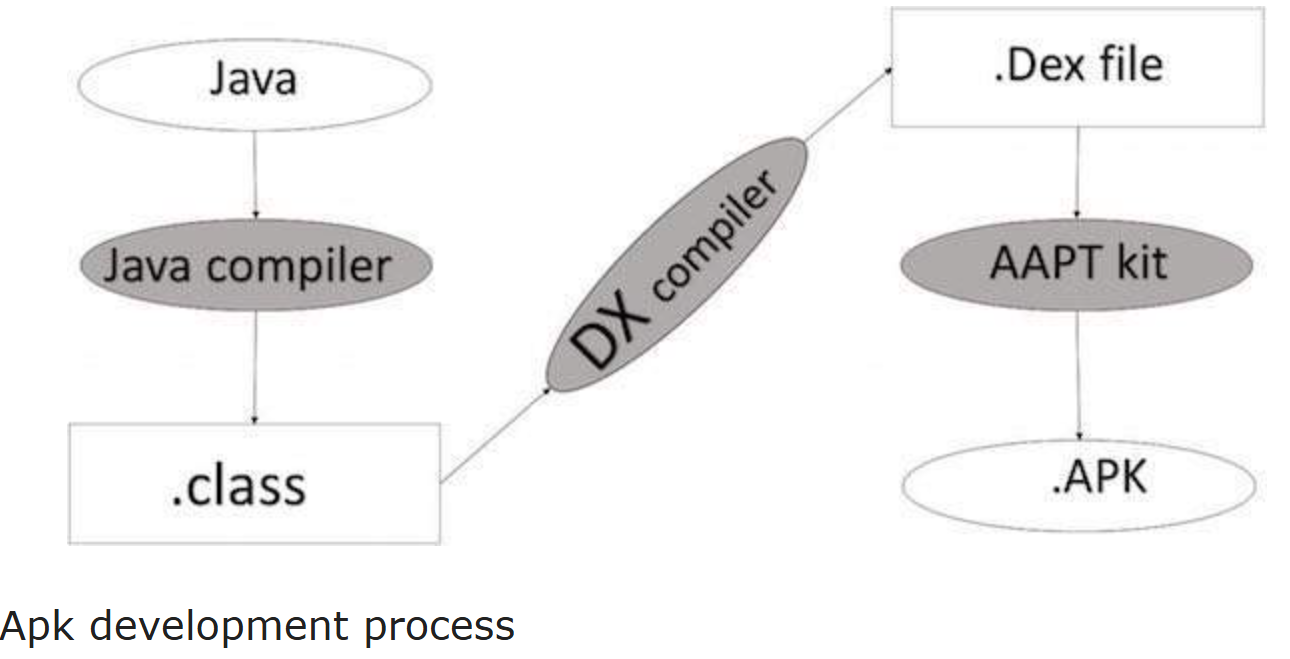 Java
Java compiler
.class
DX compiler
.Dex file
AAPT kit
.APK
Apk development process